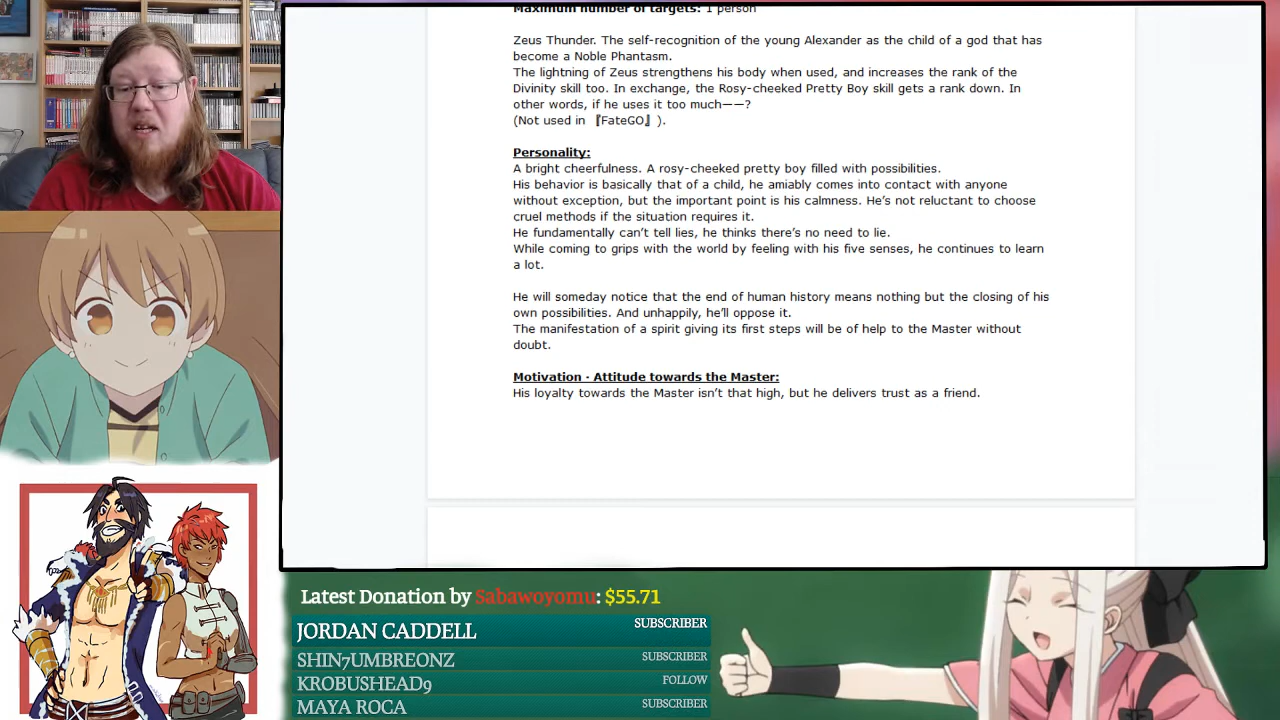 Maximum number of targets: 1 person
Zeus Thunder. The self-recognition of the young Alexander as the child of a god that has
become a Noble Phantasm.
The lightning of Zeus strengthens his body when used, and increases the rank of the
Divinity skill too. In exchange, the Rosy-cheeked Pretty Boy skill gets a rank down. In
other words, if he uses it too much——?
(Not used in 『FateGO』).
Personality:
A bright cheerfulness. A rosy-cheeked pretty boy filled with possibilities.
His behavior is basically that of a child, he amiably comes into contact with anyone
without exception, but the important point is his calmness. He’s not reluctant to choose
cruel methods if the situation requires it.
He fundamentally can’t tell lies, he thinks there’s no need to lie.
While coming to grips with the world by feeling with his five senses, he continues to learn
a lot.
He will someday notice that the end of human history means nothing but the closing of his
own possibilities. And unhappily, he’ll oppose it.
The manifestation of a spirit giving its first steps will be of help to the Master without
doubt.
Motivation - Attitude towards the Master:
His loyalty towards the Master isn’t that high, but he delivers trust as a friend.
Latest Donation by Sabawoyomu: $55.71
JORDAN CADDELL SUBSCRIBER
SHIN7UMBREONZ SUBSCRIBER
KROBUSHEAD9 FOLLOW
MAYA ROCA SUBSCRIBER